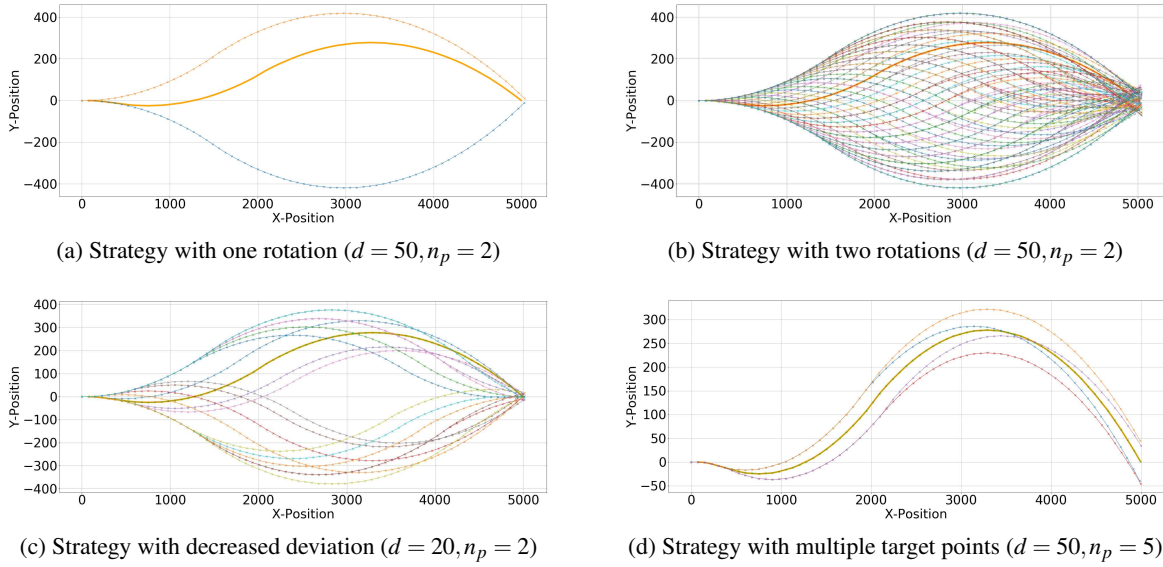 400
200
0
−200
−400
Y-Position
0 1000 2000 3000 4000 5000
X-Position
(a) Strategy with one rotation (d = 50, n_p = 2)
400
200
0
−200
−400
Y-Position
0 1000 2000 3000 4000 5000
X-Position
(b) Strategy with two rotations (d = 50, n_p = 2)
400
300
200
100
0
−100
−200
−300
−400
Y-Position
0 1000 2000 3000 4000 5000
X-Position
(c) Strategy with decreased deviation (d = 20, n_p = 2)
300
250
200
150
100
50
0
−50
Y-Position
0 1000 2000 3000 4000 5000
X-Position
(d) Strategy with multiple target points (d = 50, n_p = 5)